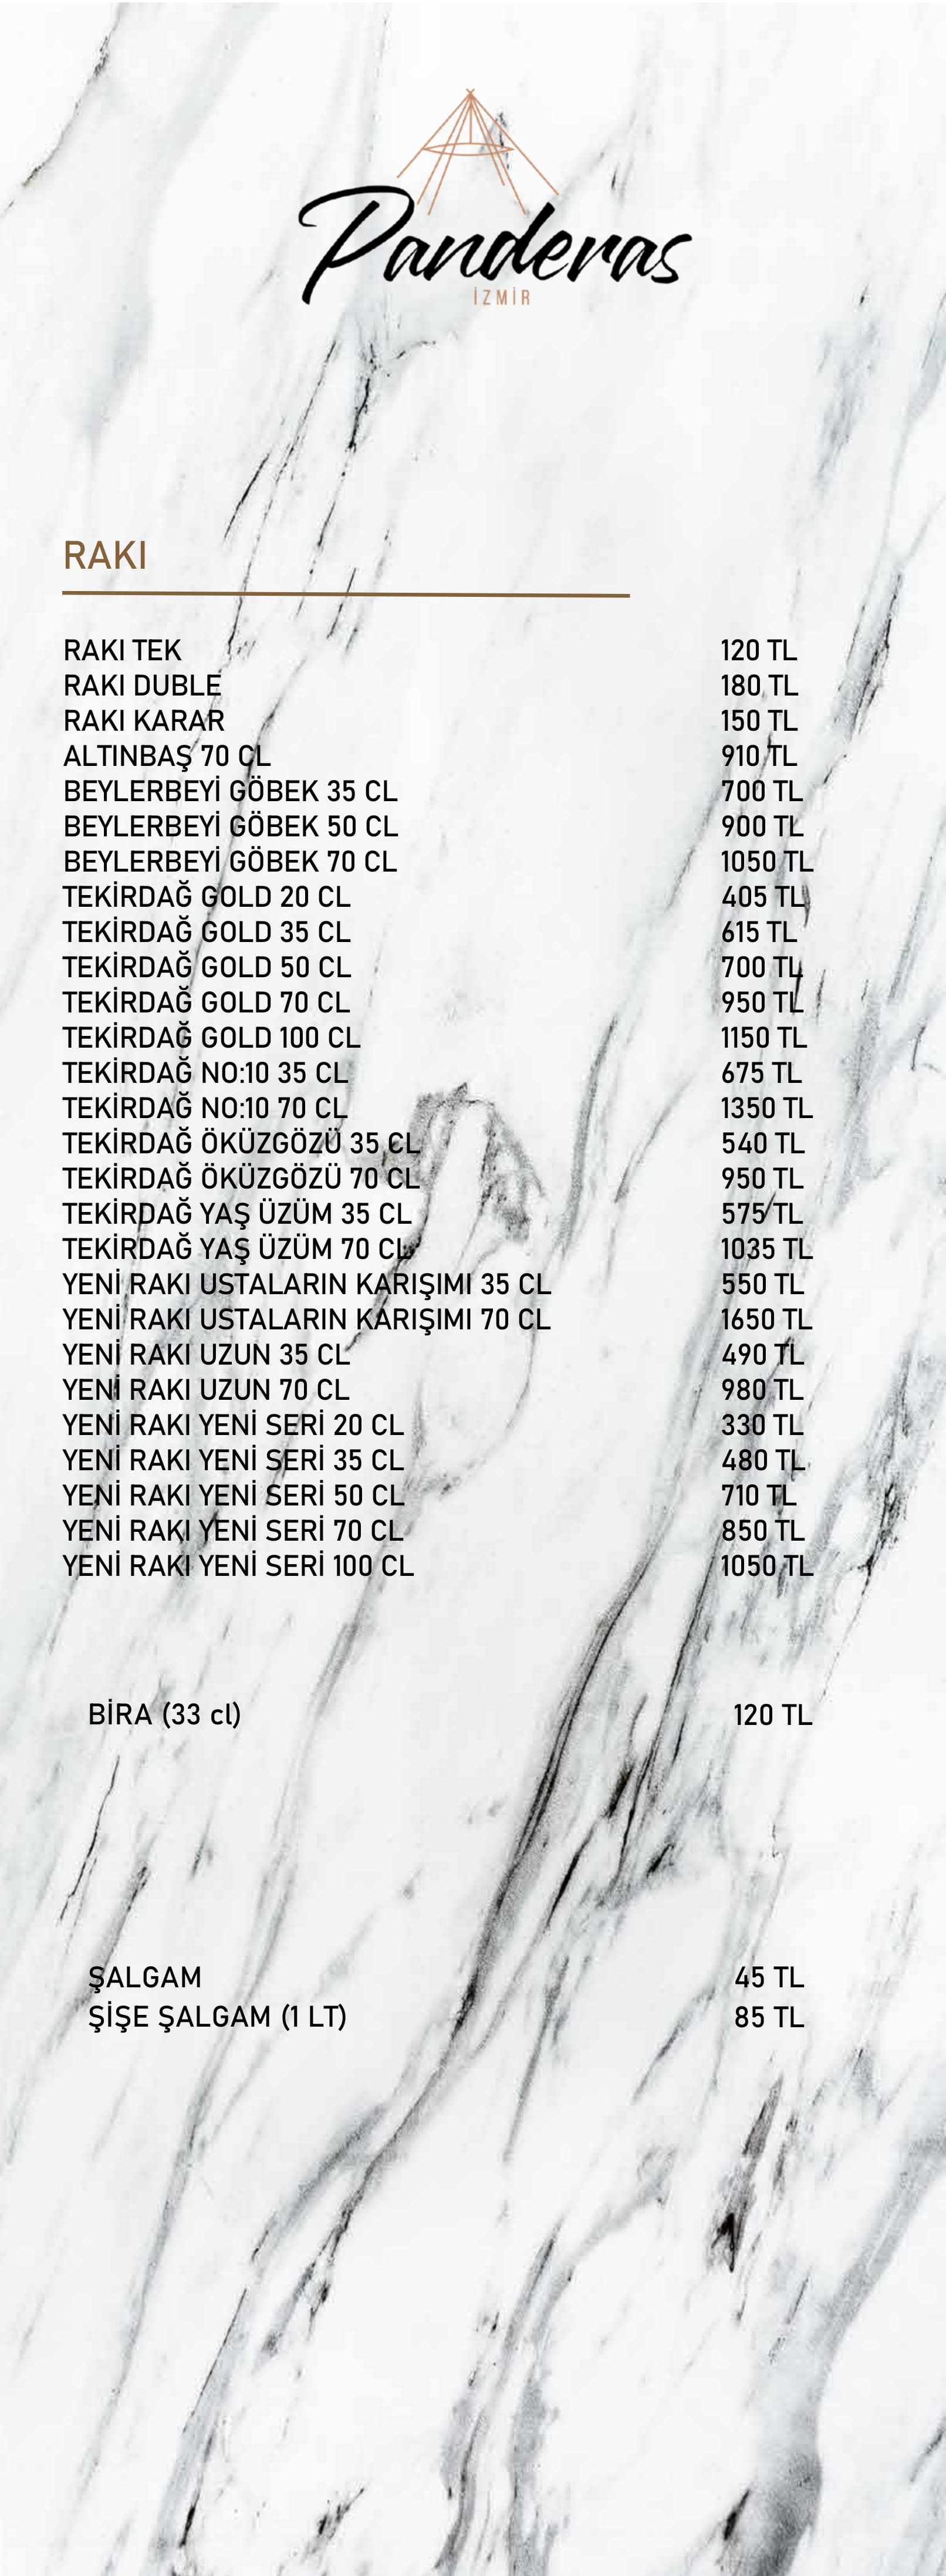 Panderas
İZMİR
RAKI
RAKI TEK 120 TL
RAKI DUBLE 180 TL
RAKI KARAR 150 TL
ALTINBAŞ 70 CL 910 TL
BEYLERBEYİ GÖBEK 35 CL 700 TL
BEYLERBEYİ GÖBEK 50 CL 900 TL
BEYLERBEYİ GÖBEK 70 CL 1050 TL
TEKİRDAĞ GOLD 20 CL 405 TL
TEKİRDAĞ GOLD 35 CL 615 TL
TEKİRDAĞ GOLD 50 CL 700 TL
TEKİRDAĞ GOLD 70 CL 950 TL
TEKİRDAĞ GOLD 100 CL 1150 TL
TEKİRDAĞ NO:10 35 CL 675 TL
TEKİRDAĞ NO:10 70 CL 1350 TL
TEKİRDAĞ ÖKÜZGÖZÜ 35 CL 540 TL
TEKİRDAĞ ÖKÜZGÖZÜ 70 CL 950 TL
TEKİRDAĞ YAŞ ÜZÜM 35 CL 575 TL
TEKİRDAĞ YAŞ ÜZÜM 70 CL 1035 TL
YENİ RAKI USTALARIN KARIŞIMI 35 CL 550 TL
YENİ RAKI USTALARIN KARIŞIMI 70 CL 1650 TL
YENİ RAKI UZUN 35 CL 490 TL
YENİ RAKI UZUN 70 CL 980 TL
YENİ RAKI YENİ SERİ 20 CL 330 TL
YENİ RAKI YENİ SERİ 35 CL 480 TL
YENİ RAKI YENİ SERİ 50 CL 710 TL
YENİ RAKI YENİ SERİ 70 CL 850 TL
YENİ RAKI YENİ SERİ 100 CL 1050 TL
BİRA (33 cl) 120 TL
ŞALGAM 45 TL
ŞİŞE ŞALGAM (1 LT) 85 TL